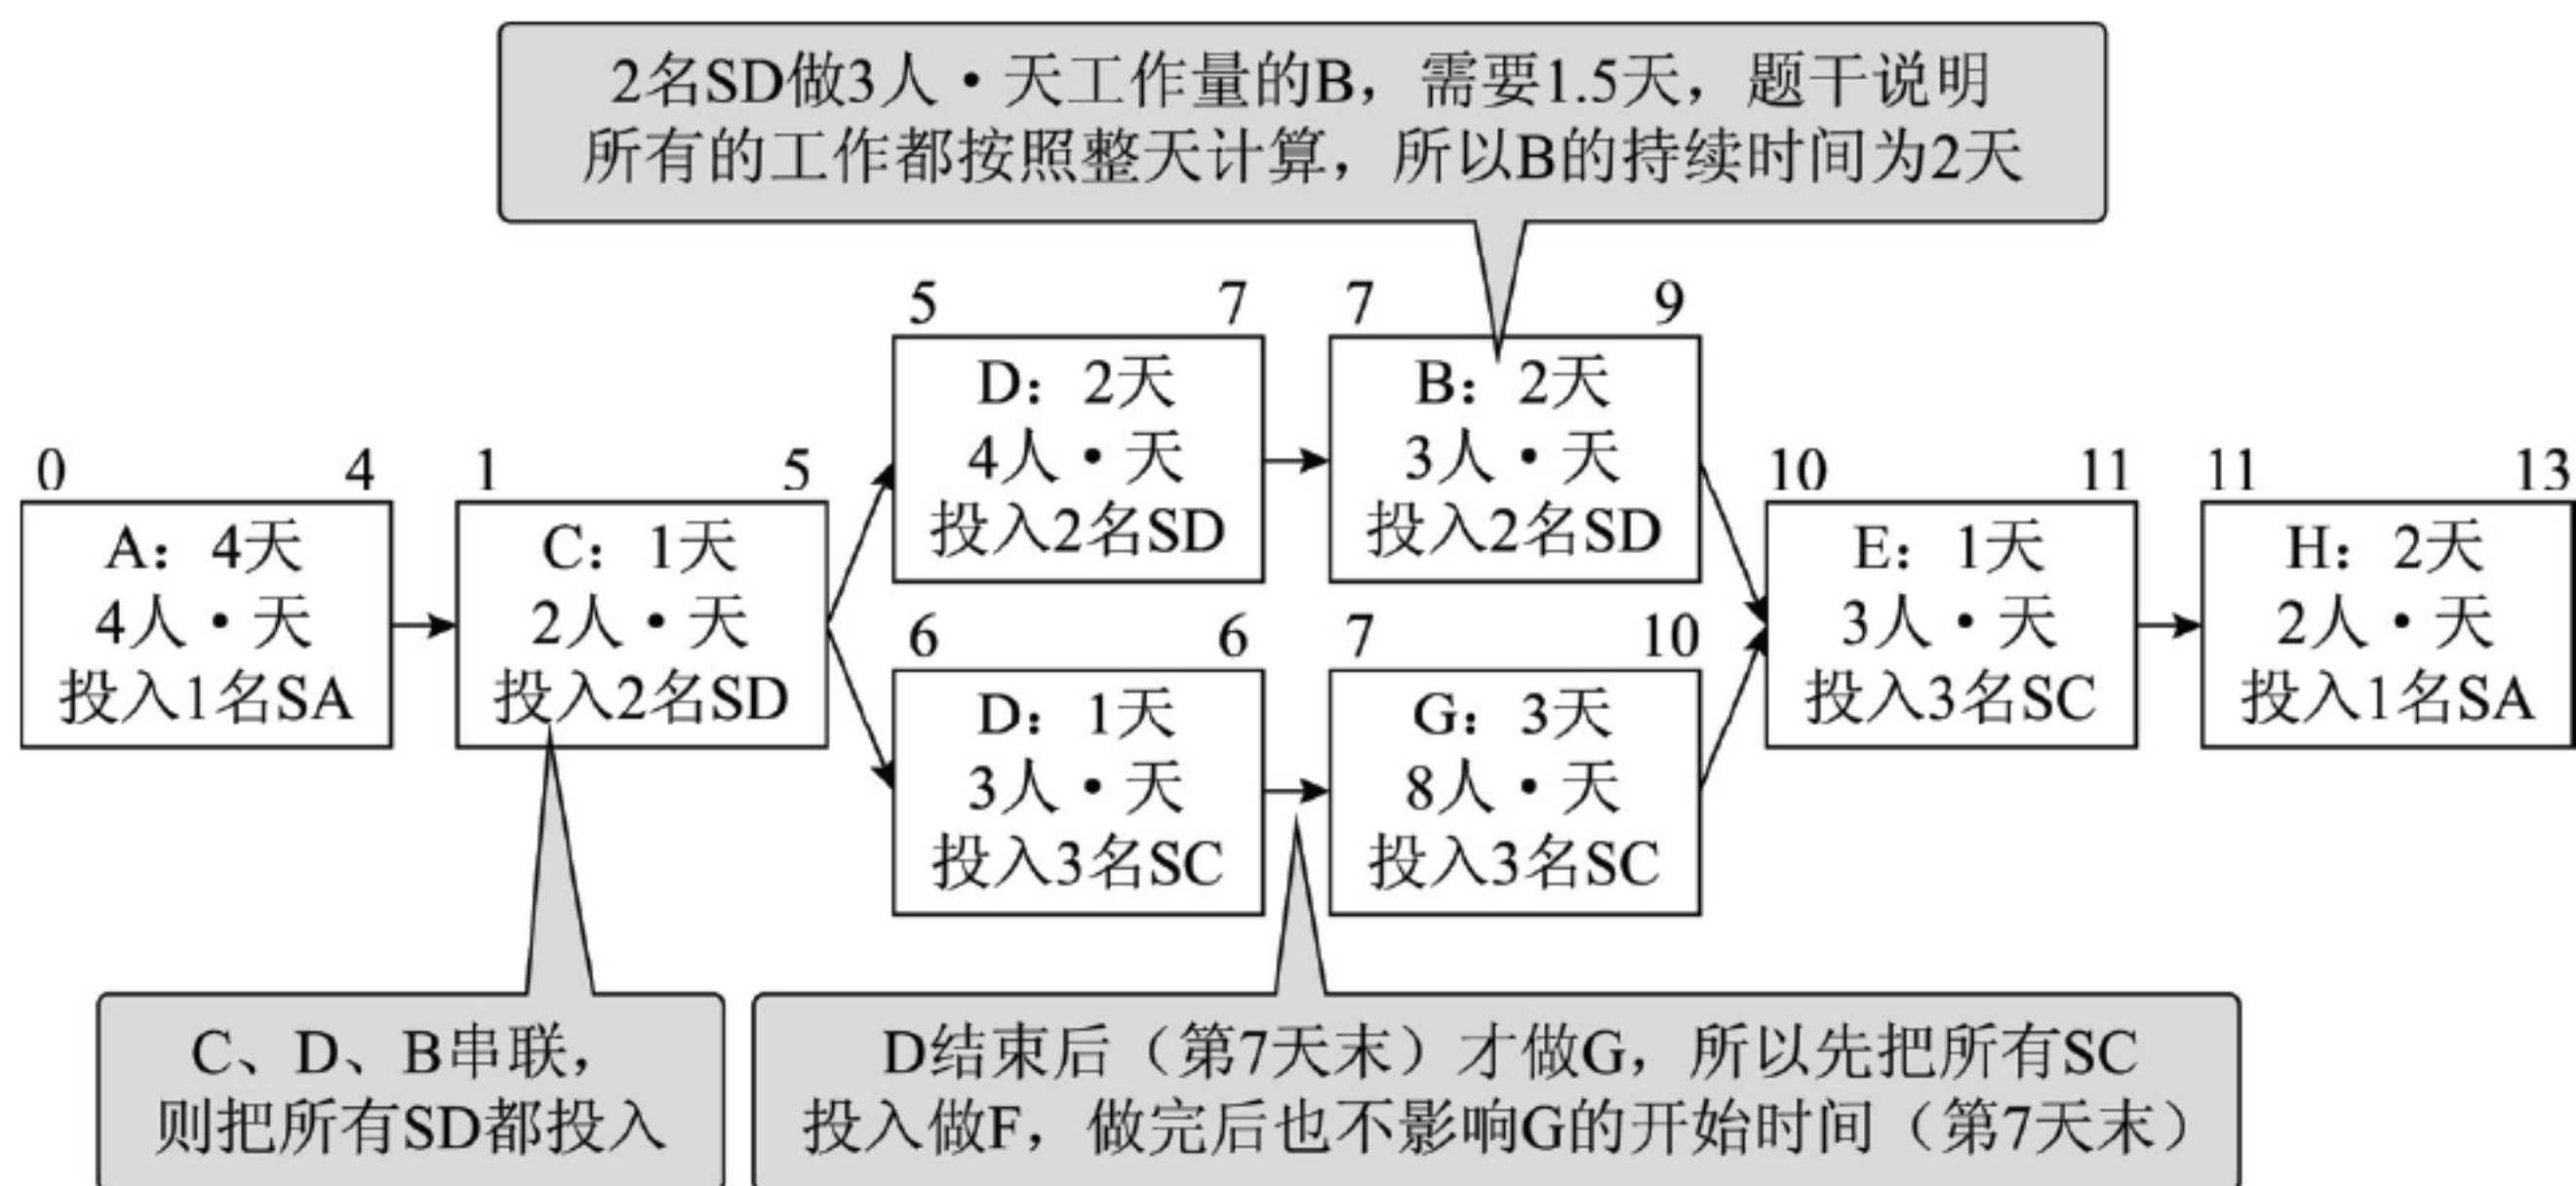 2名SD做3人·天工作量的B，需要1.5天，题干说明
所有的工作都按照整天计算，所以B的持续时间为2天
0 4
A：4天
4人·天
投入1名SA
1 5
C：1天
2人·天
投入2名SD
5 7
D：2天
4人·天
投入2名SD
7 9
B：2天
3人·天
投入2名SD
6 6
D：1天
3人·天
投入3名SC
7 10
G：3天
8人·天
投入3名SC
10 11
E：1天
3人·天
投入3名SC
11 13
H：2天
2人·天
投入1名SA
C、D、B串联，
则把所有SD都投入
D结束后（第7天末）才做G，所以先把所有SC
投入做F，做完后也不影响G的开始时间（第7天末）